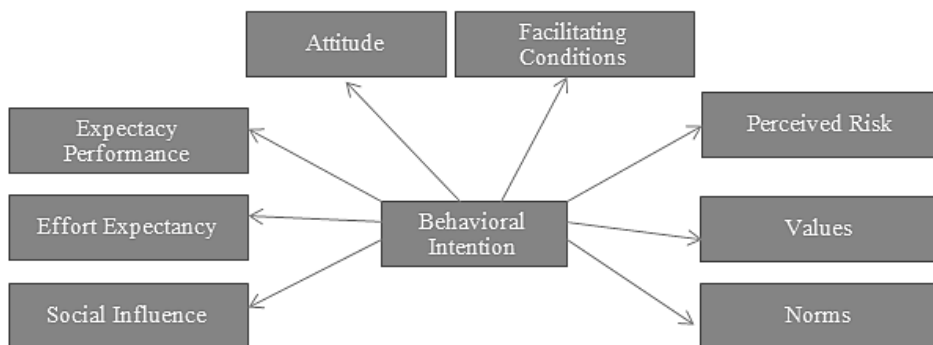 Attitude
Facilitating
Conditions
Expectacy
Performance
Perceived Risk
Effort Expectancy
Behavioral
Intention
Values
Social Influence
Norms